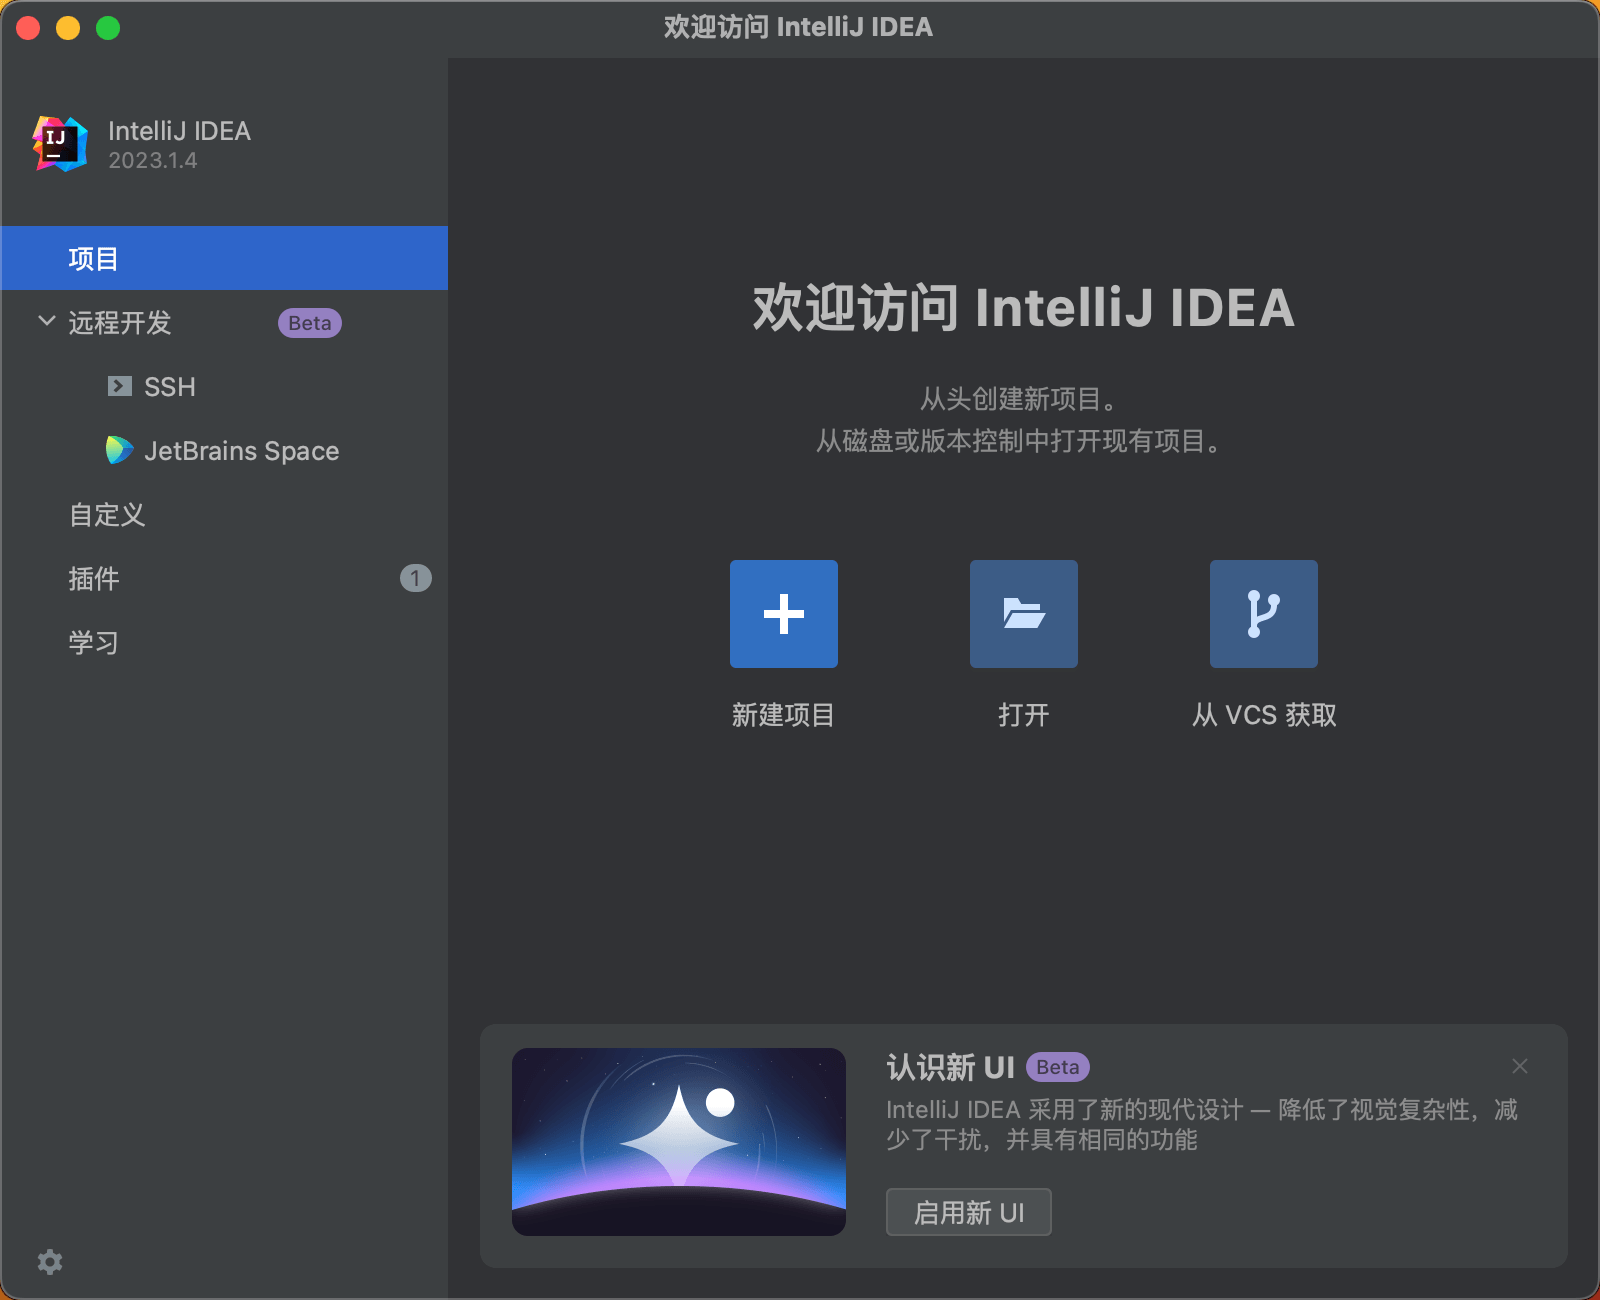 欢迎访问 IntelliJ IDEA
IJ
IntelliJ IDEA
2023.1.4
项目
远程开发 Beta
SSH
JetBrains Space
自定义
插件 1
学习
欢迎访问 IntelliJ IDEA
从头创建新项目。
从磁盘或版本控制中打开现有项目。
新建项目
打开
从 VCS 获取
认识新 UI Beta
IntelliJ IDEA 采用了新的现代设计 — 降低了视觉复杂性，减
少了干扰，并具有相同的功能
启用新 UI